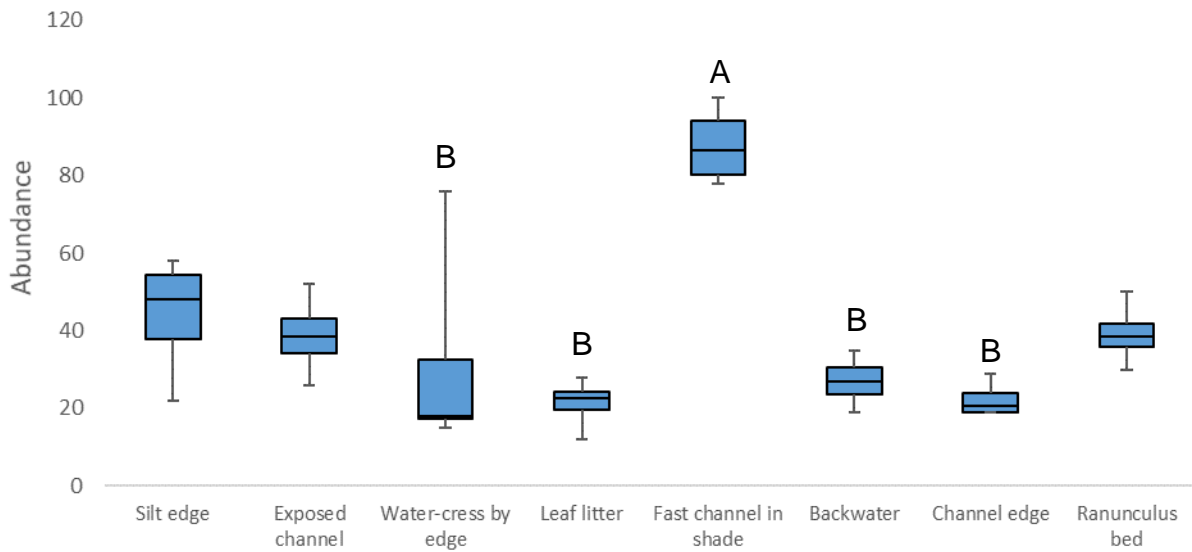 120
100
80
60
40
20
0
Abundance
B
B
A
B
B
Silt edge
Exposed
channel
Water-cress by
edge
Leaf litter
Fast channel in
shade
Backwater
Channel edge
Ranunculus
bed